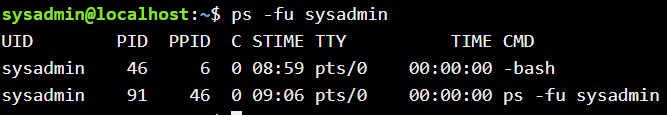 sysadmin@localhost:~$ ps -fu sysadmin
UID        PID  PPID  C STIME TTY          TIME CMD
sysadmin    46     6  0 08:59 pts/0    00:00:00 -bash
sysadmin    91    46  0 09:06 pts/0    00:00:00 ps -fu sysadmin